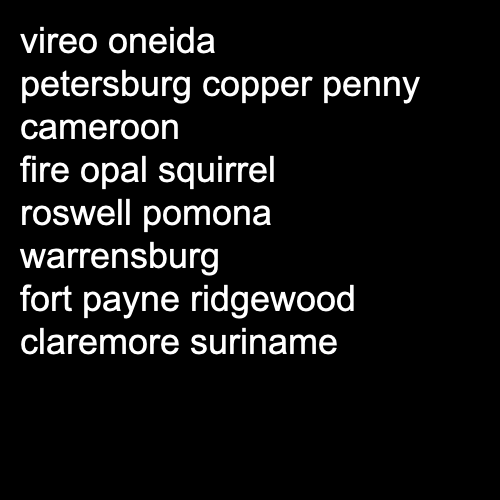 vireo oneida
petersburg copper penny
cameroon
fire opal squirrel
roswell pomona
warrensburg
fort payne ridgewood
claremore suriname